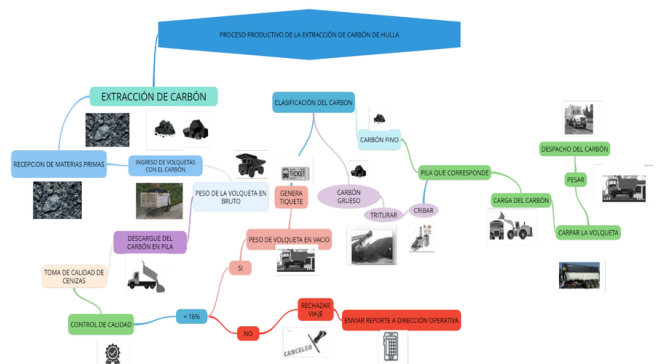 PROCESO PRODUCTIVO DE LA EXTRACCIÓN DE CARBÓN DE HULLA
EXTRACCIÓN DE CARBÓN
RECEPCION DE MATERIAS PRIMAS
INGRESO DE VOLQUETAS
CON EL CARBÓN
PESO DE LA VOLQUETA EN
BRUTO
DESCARGUE DEL
CARBÓN EN PILA
TOMA DE CALIDAD DE
CENIZAS
CONTROL DE CALIDAD
< 16%
SI
NO
RECHAZAR
VIAJE
CANCELED
ENVIAR REPORTE A DIRECCIÓN OPERATIVA
PESO DE VOLQUETA EN VACIO
GENERA
TIQUETE
TICKET
CLASIFICACIÓN DEL CARBON
CARBÓN FINO
CARBÓN
GRUESO
TRITURAR
CRIBAR
PILA QUE CORRESPONDE
CARGA DEL CARBÓN
CARPAR LA VOLQUETA
PESAR
DESPACHO DEL CARBÓN